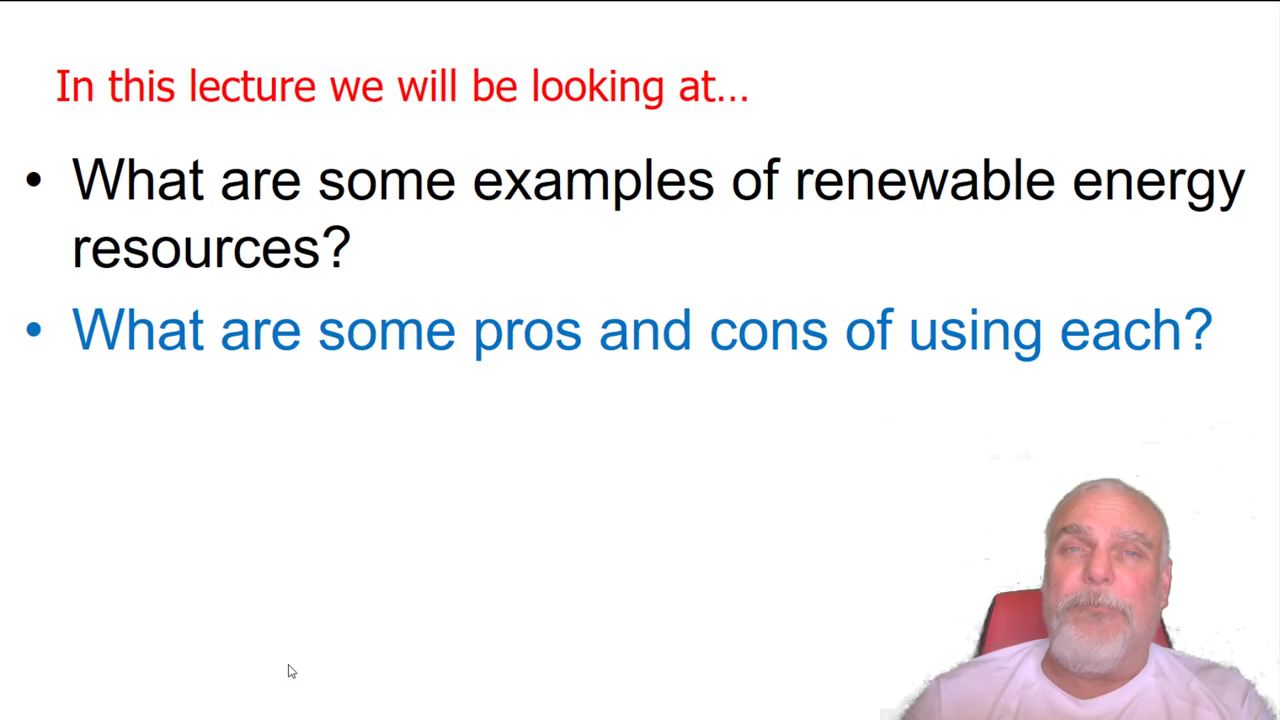 In this lecture we will be looking at...
• What are some examples of renewable energy
resources?
• What are some pros and cons of using each?